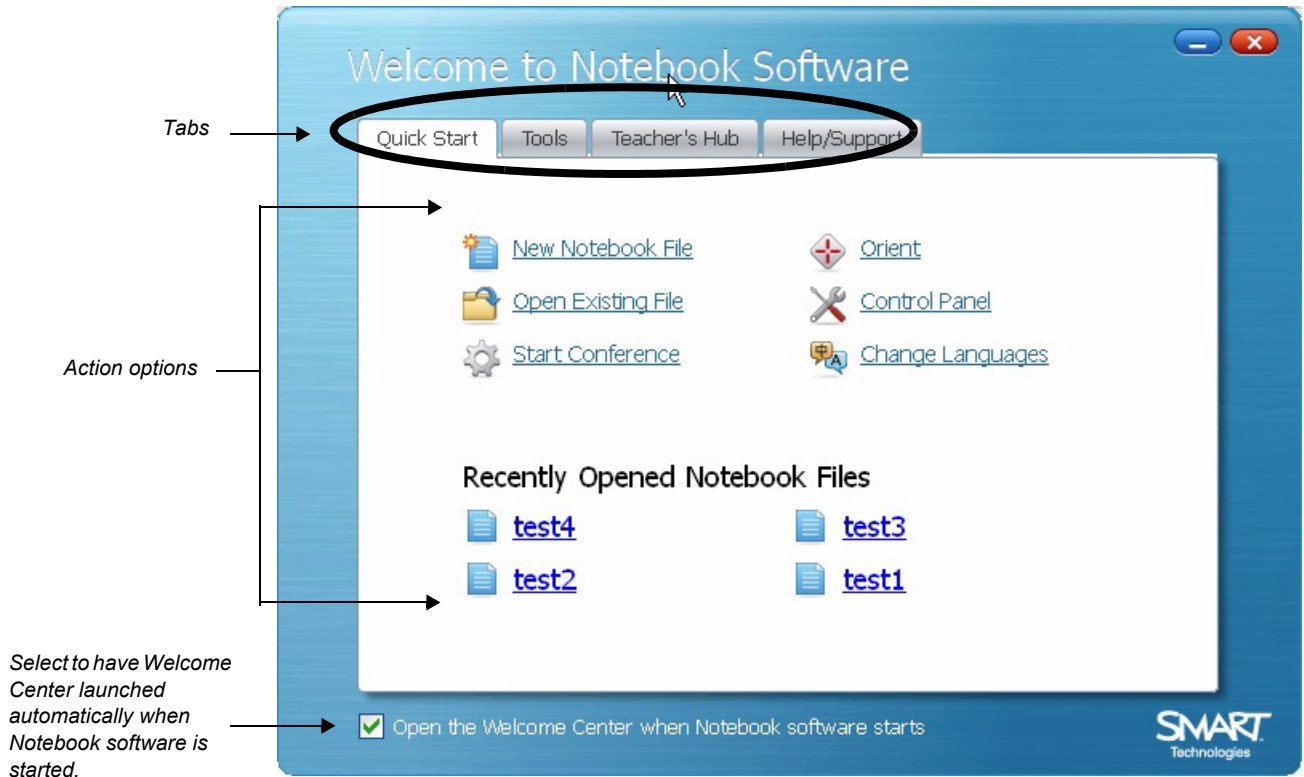 Welcome to Notebook Software
Tabs
Quick Start Tools Teacher's Hub Help/Support
New Notebook File Orient
Open Existing File Control Panel
Action options
Start Conference Change Languages
Recently Opened Notebook Files
test4 test3
test2 test1
Select to have Welcome
Center launched
automatically when
Notebook software is
started.
Open the Welcome Center when Notebook software starts
SMART
Technologies